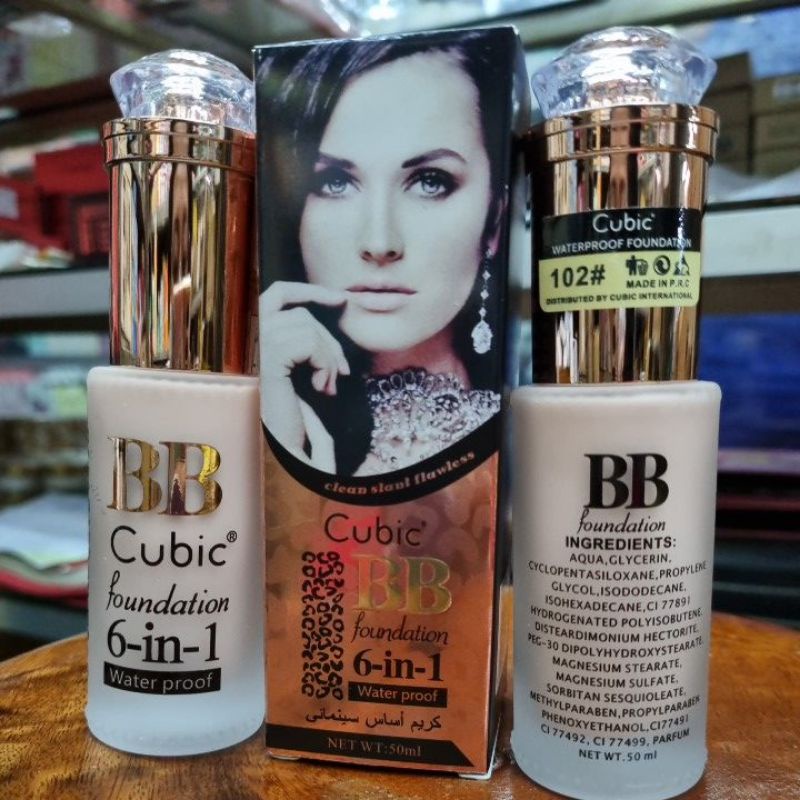 BB
Cubic®
foundation
6-in-1
Water proof
clean slaul flawless
Cubic®
BB
foundation
6-in-1
Water proof
كريم أساس سينمائى
NET WT:50ml
Cubic®
WATERPROOF FOUNDATION
102#
MADE IN P.R.C
DISTRIBUTED BY CUBIC INTERNATIONAL
BB
foundation
INGREDIENTS:
AQUA,GLYCERIN,
CYCLOPENTASILOXANE,PROPYLENE
GLYCOL,ISODODECANE,
ISOHEXADECANE,CI 77891
HYDROGENATED POLYISOBUTENE,
DISTEARDIMONIUM HECTORITE,
PEG-30 DIPOLYHYDROXYSTEARATE,
MAGNESIUM STEARATE,
MAGNESIUM SULFATE,
SORBITAN SESQUIOLEATE,
METHYLPARABEN,PROPYLPARABEN
PHENOXYETHANOL,CI77491
CI 77492, CI 77499, PARFUM
NET WT.50 ml